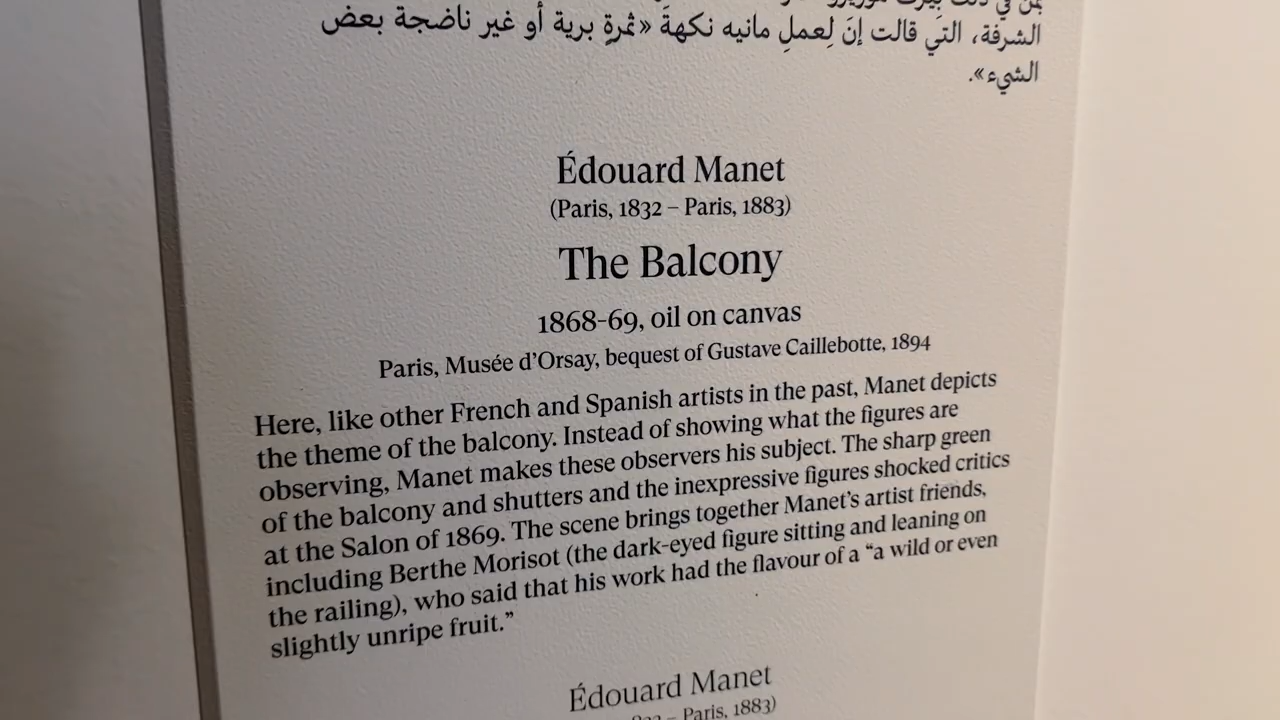 الشرفة، التي قالت إنَ لِعملِ مانيه نكهةَ «ثمرةٍ برية أو غير ناضجة بعض
الشيء».
Édouard Manet
(Paris, 1832 – Paris, 1883)
The Balcony
1868-69, oil on canvas
Paris, Musée d’Orsay, bequest of Gustave Caillebotte, 1894
Here, like other French and Spanish artists in the past, Manet depicts
the theme of the balcony. Instead of showing what the figures are
observing, Manet makes these observers his subject. The sharp green
of the balcony and shutters and the inexpressive figures shocked critics
at the Salon of 1869. The scene brings together Manet’s artist friends,
including Berthe Morisot (the dark-eyed figure sitting and leaning on
the railing), who said that his work had the flavour of a “a wild or even
slightly unripe fruit.”
Édouard Manet
– Paris, 1883)